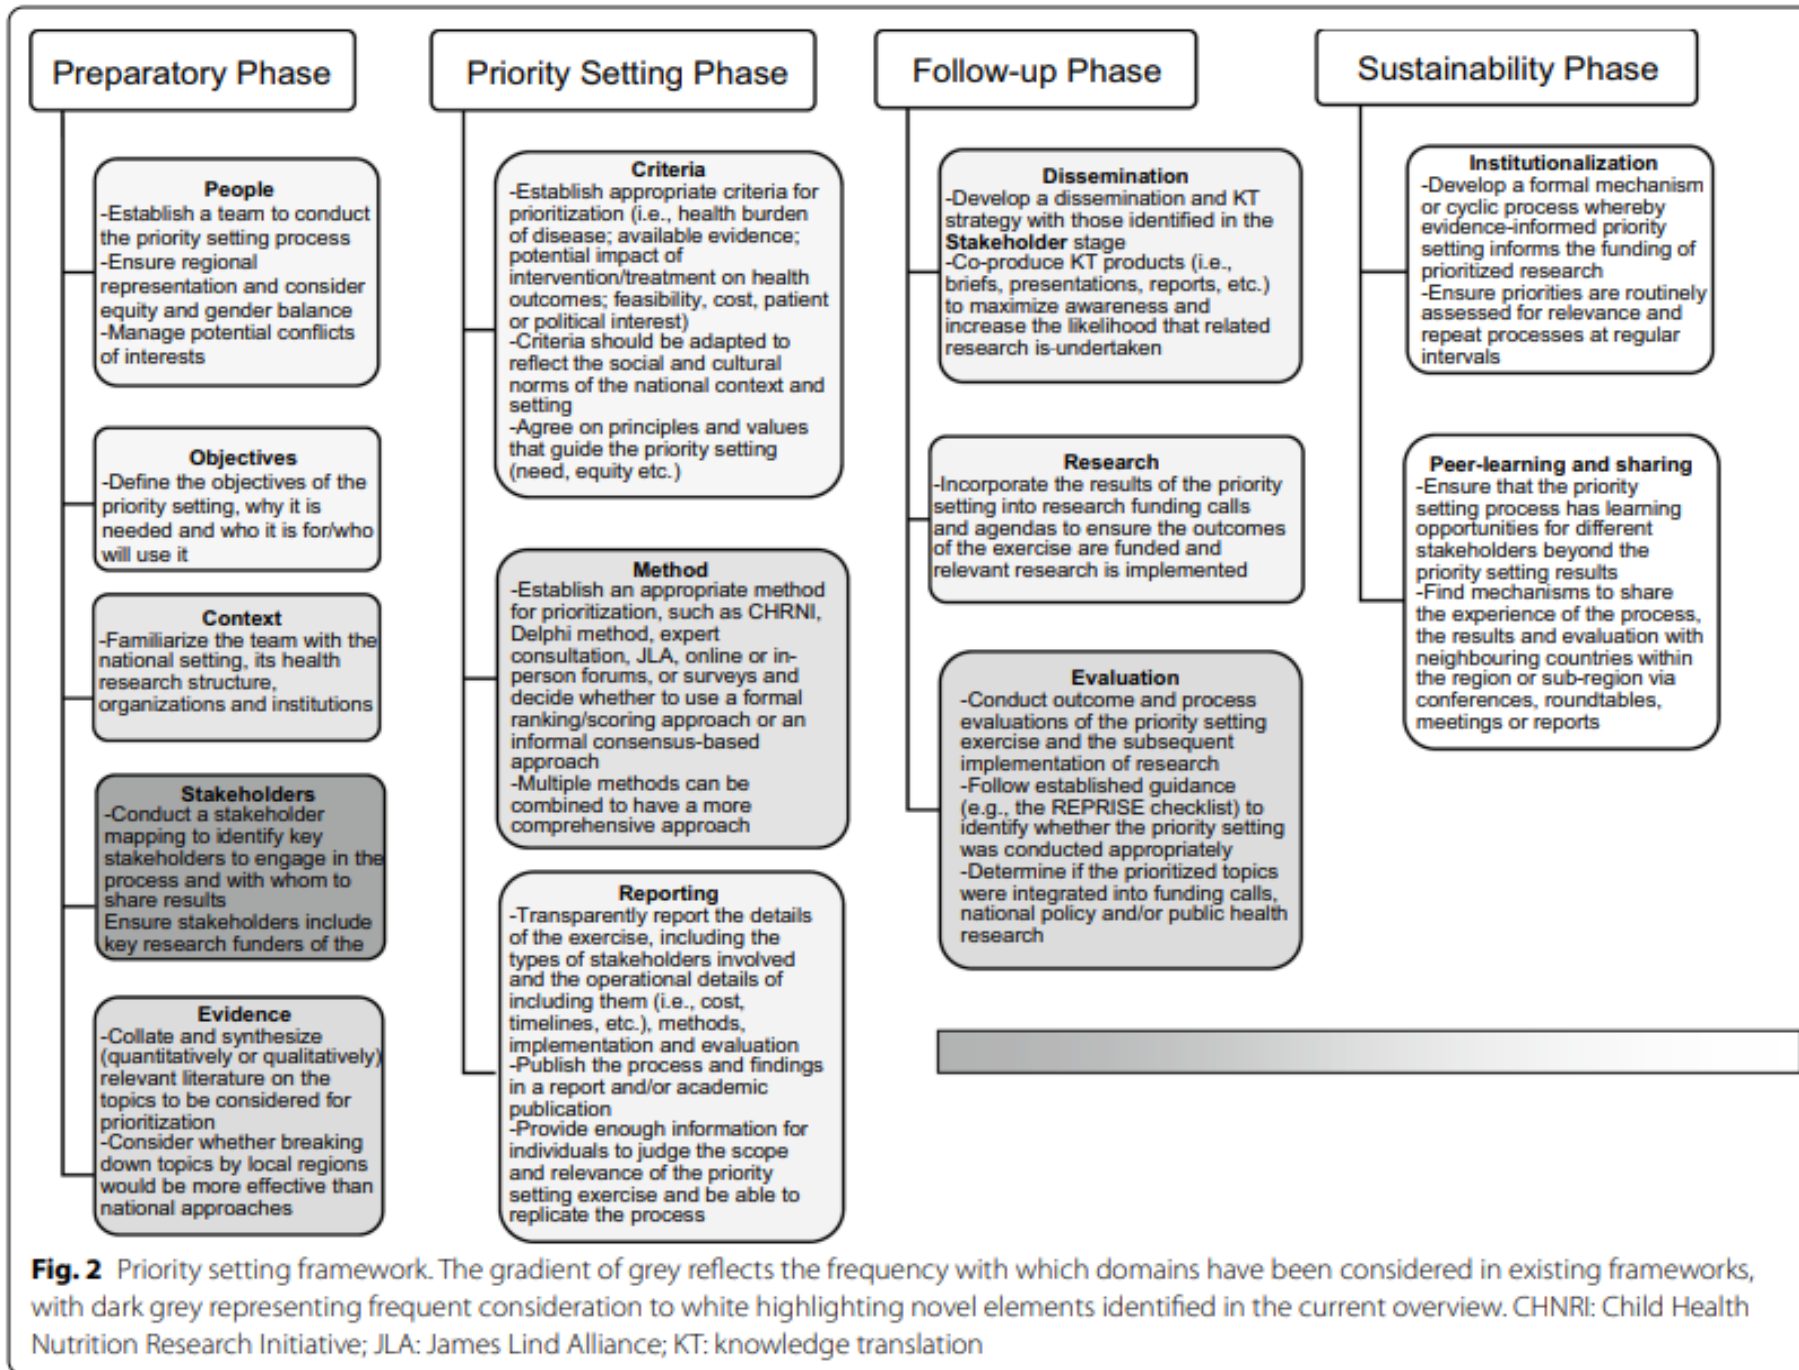 Preparatory Phase
People
-Establish a team to conduct
the priority setting process
-Ensure regional
representation and consider
equity and gender balance
-Manage potential conflicts
of interests
Objectives
-Define the objectives of the
priority setting, why it is
needed and who it is for/who
will use it
Context
-Familiarize the team with the
national setting, its health
research structure,
organizations and institutions
Stakeholders
-Conduct a stakeholder
mapping to identify key
stakeholders to engage in the
process and with whom to
share results
Ensure stakeholders include
key research funders of the
Evidence
-Collate and synthesize
(quantitatively or qualitatively)
relevant literature on the
topics to be considered for
prioritization
-Consider whether breaking
down topics by local regions
would be more effective than
national approaches
Priority Setting Phase
Criteria
-Establish appropriate criteria for
prioritization (i.e., health burden
of disease; available evidence;
potential impact of
intervention/treatment on health
outcomes; feasibility, cost, patient
or political interest)
-Criteria should be adapted to
reflect the social and cultural
norms of the national context and
setting
-Agree on principles and values
that guide the priority setting
(need, equity etc.)
Method
-Establish an appropriate method
for prioritization, such as CHRNI,
Delphi method, expert
consultation, JLA, online or in-
person forums, or surveys and
decide whether to use a formal
ranking/scoring approach or an
informal consensus-based
approach
-Multiple methods can be
combined to have a more
comprehensive approach
Reporting
-Transparently report the details
of the exercise, including the
types of stakeholders involved
and the operational details of
including them (i.e., cost,
timelines, etc.), methods,
implementation and evaluation
-Publish the process and findings
in a report and/or academic
publication
-Provide enough information for
individuals to judge the scope
and relevance of the priority
setting exercise and be able to
replicate the process
Follow-up Phase
Dissemination
-Develop a dissemination and KT
strategy with those identified in the
Stakeholder stage
-Co-produce KT products (i.e.,
briefs, presentations, reports, etc.)
to maximize awareness and
increase the likelihood that related
research is-undertaken
Research
-Incorporate the results of the priority
setting into research funding calls
and agendas to ensure the outcomes
of the exercise are funded and
relevant research is implemented
Evaluation
-Conduct outcome and process
evaluations of the priority setting
exercise and the subsequent
implementation of research
-Follow established guidance
(e.g., the REPRISE checklist) to
identify whether the priority setting
was conducted appropriately
-Determine if the prioritized topics
were integrated into funding calls,
national policy and/or public health
research
Sustainability Phase
Institutionalization
-Develop a formal mechanism
or cyclic process whereby
evidence-informed priority
setting informs the funding of
prioritized research
-Ensure priorities are routinely
assessed for relevance and
repeat processes at regular
intervals
Peer-learning and sharing
-Ensure that the priority
setting process has learning
opportunities for different
stakeholders beyond the
priority setting results
-Find mechanisms to share
the experience of the process,
the results and evaluation with
neighbouring countries within
the region or sub-region via
conferences, roundtables,
meetings or reports
Fig. 2 Priority setting framework. The gradient of grey reflects the frequency with which domains have been considered in existing frameworks,
with dark grey representing frequent consideration to white highlighting novel elements identified in the current overview. CHNRI: Child Health
Nutrition Research Initiative; JLA: James Lind Alliance; KT: knowledge translation